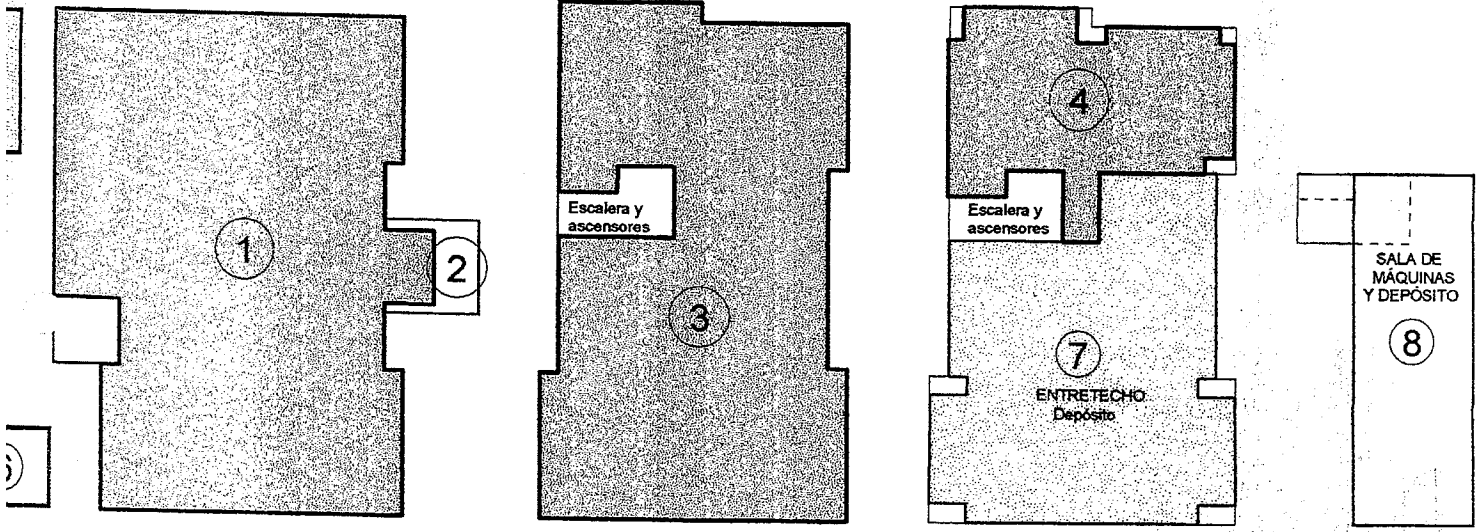 1
2
Escalera y
ascensores
3
4
Escalera y
ascensores
7
ENTRETECHO
Depósito
SALA DE
MÁQUINAS
Y DEPÓSITO
8